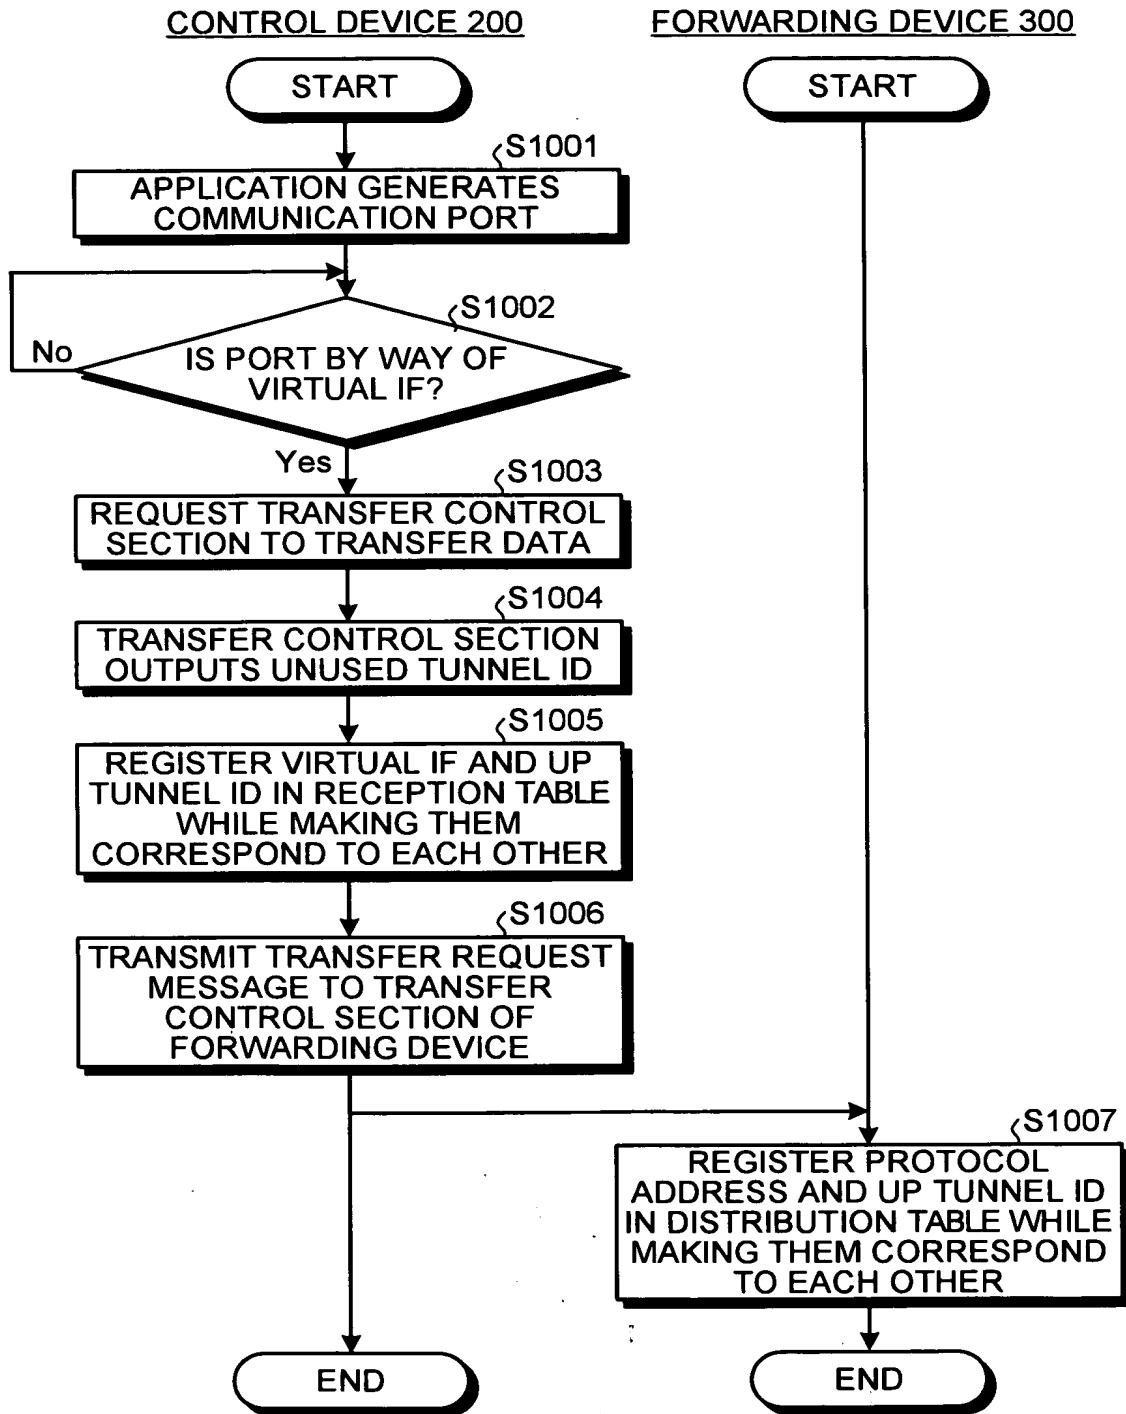 CONTROL DEVICE 200
FORWARDING DEVICE 300
START
START
S1001
APPLICATION GENERATES
COMMUNICATION PORT
S1002
No
IS PORT BY WAY OF
VIRTUAL IF?
Yes
S1003
REQUEST TRANSFER CONTROL
SECTION TO TRANSFER DATA
S1004
TRANSFER CONTROL SECTION
OUTPUTS UNUSED TUNNEL ID
S1005
REGISTER VIRTUAL IF AND UP
TUNNEL ID IN RECEPTION TABLE
WHILE MAKING THEM
CORRESPOND TO EACH OTHER
S1006
TRANSMIT TRANSFER REQUEST
MESSAGE TO TRANSFER
CONTROL SECTION OF
FORWARDING DEVICE
S1007
REGISTER PROTOCOL
ADDRESS AND UP TUNNEL ID
IN DISTRIBUTION TABLE WHILE
MAKING THEM CORRESPOND
TO EACH OTHER
END
END